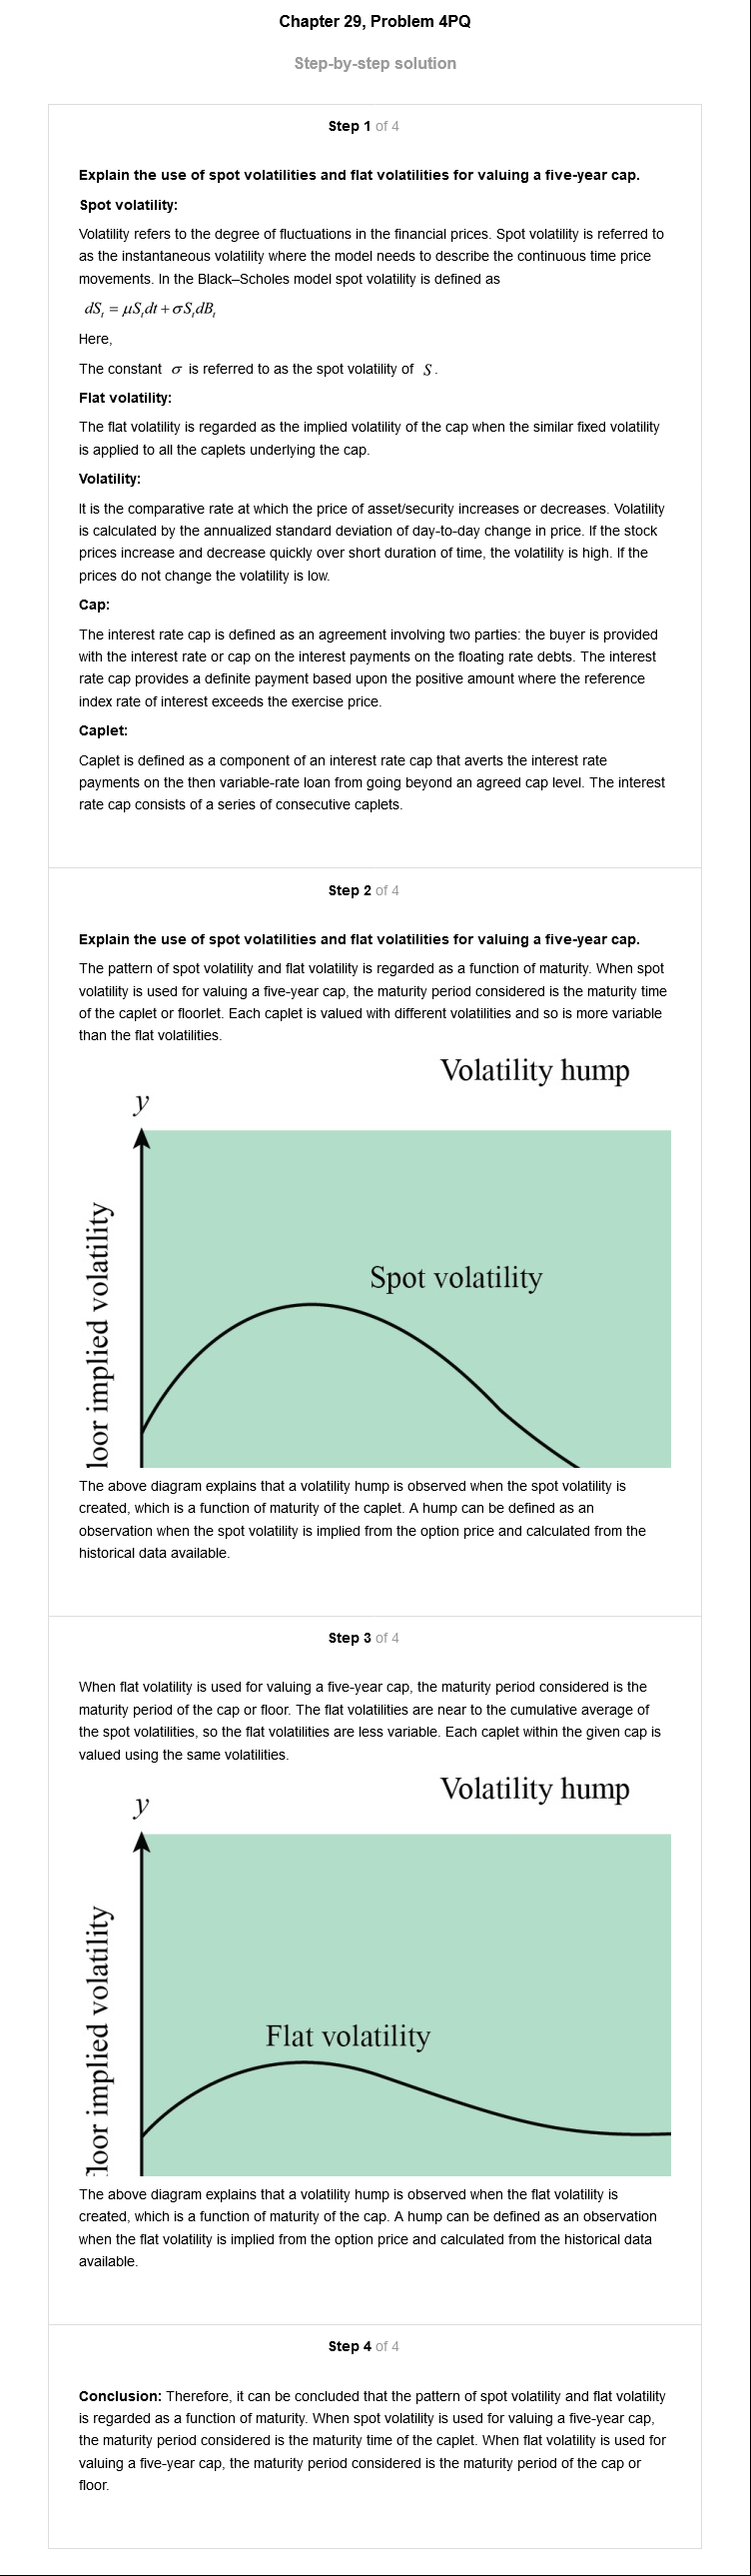 Chapter 29, Problem 4PQ
Step-by-step solution
Step 1 of 4
Explain the use of spot volatilities and flat volatilities for valuing a five-year cap.
Spot volatility:
Volatility refers to the degree of fluctuations in the financial prices. Spot volatility is referred to
as the instantaneous volatility where the model needs to describe the continuous time price
movements. In the Black–Scholes model spot volatility is defined as
dSₜ = μSₜdt + σSₜdBₜ
Here,
The constant σ is referred to as the spot volatility of S.
Flat volatility:
The flat volatility is regarded as the implied volatility of the cap when the similar fixed volatility
is applied to all the caplets underlying the cap.
Volatility:
It is the comparative rate at which the price of asset/security increases or decreases. Volatility
is calculated by the annualized standard deviation of day-to-day change in price. If the stock
prices increase and decrease quickly over short duration of time, the volatility is high. If the
prices do not change the volatility is low.
Cap:
The interest rate cap is defined as an agreement involving two parties: the buyer is provided
with the interest rate or cap on the interest payments on the floating rate debts. The interest
rate cap provides a definite payment based upon the positive amount where the reference
index rate of interest exceeds the exercise price.
Caplet:
Caplet is defined as a component of an interest rate cap that averts the interest rate
payments on the then variable-rate loan from going beyond an agreed cap level. The interest
rate cap consists of a series of consecutive caplets.
Step 2 of 4
Explain the use of spot volatilities and flat volatilities for valuing a five-year cap.
The pattern of spot volatility and flat volatility is regarded as a function of maturity. When spot
volatility is used for valuing a five-year cap, the maturity period considered is the maturity time
of the caplet or floorlet. Each caplet is valued with different volatilities and so is more variable
than the flat volatilities.
Volatility hump
y
loor implied volatility
Spot volatility
The above diagram explains that a volatility hump is observed when the spot volatility is
created, which is a function of maturity of the caplet. A hump can be defined as an
observation when the spot volatility is implied from the option price and calculated from the
historical data available.
Step 3 of 4
When flat volatility is used for valuing a five-year cap, the maturity period considered is the
maturity period of the cap or floor. The flat volatilities are near to the cumulative average of
the spot volatilities, so the flat volatilities are less variable. Each caplet within the given cap is
valued using the same volatilities.
Volatility hump
y
loor implied volatility
Flat volatility
The above diagram explains that a volatility hump is observed when the flat volatility is
created, which is a function of maturity of the cap. A hump can be defined as an observation
when the flat volatility is implied from the option price and calculated from the historical data
available.
Step 4 of 4
Conclusion: Therefore, it can be concluded that the pattern of spot volatility and flat volatility
is regarded as a function of maturity. When spot volatility is used for valuing a five-year cap,
the maturity period considered is the maturity time of the caplet. When flat volatility is used for
valuing a five-year cap, the maturity period considered is the maturity period of the cap or
floor.